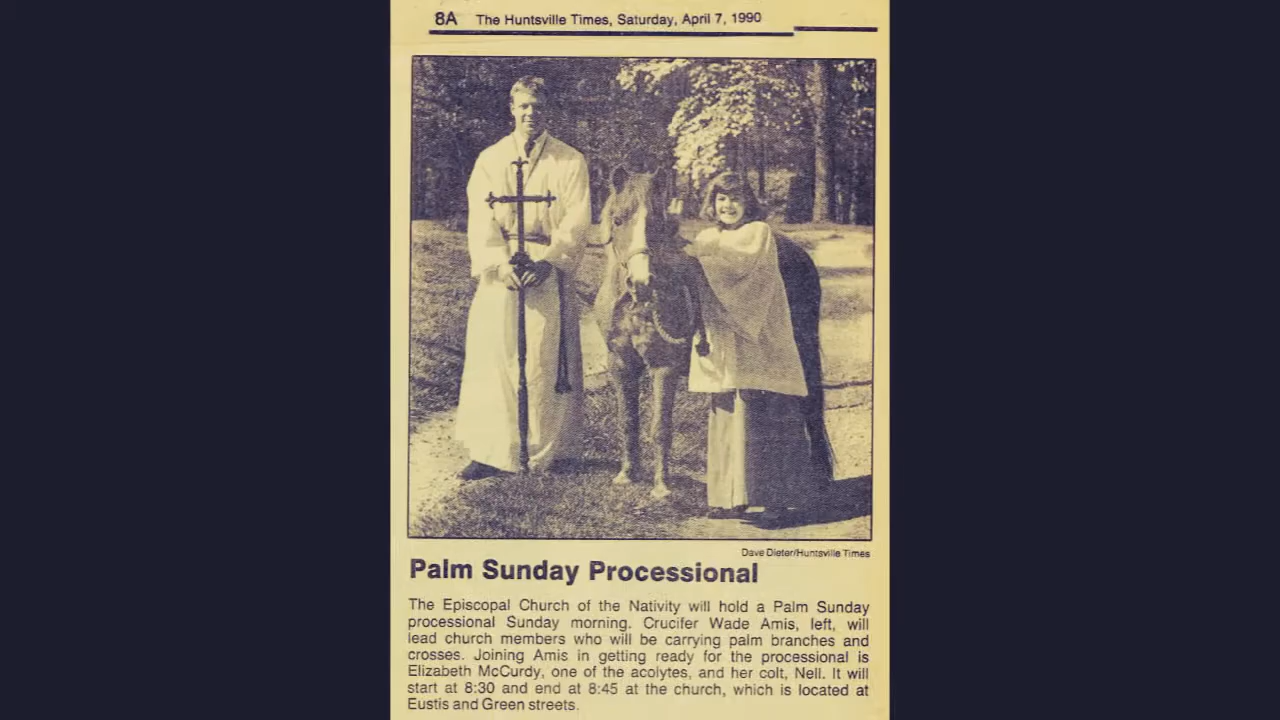 8A The Huntsville Times, Saturday, April 7, 1990
Dave Dieter/Huntsville Times
Palm Sunday Processional
The Episcopal Church of the Nativity will hold a Palm Sunday
processional Sunday morning. Crucifer Wade Amis, left, will
lead church members who will be carrying palm branches and
crosses. Joining Amis in getting ready for the processional is
Elizabeth McCurdy, one of the acolytes, and her colt, Nell. It will
start at 8:30 and end at 8:45 at the church, which is located at
Eustis and Green streets.